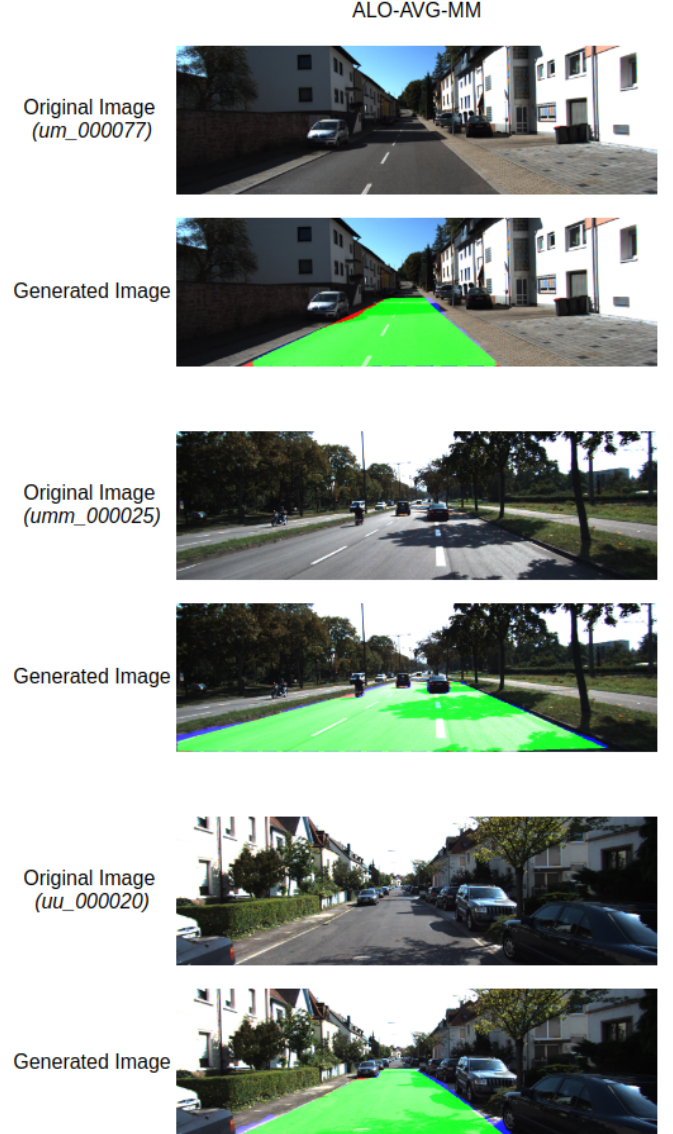 ALO-AVG-MM
Original Image
(um_000077)
Generated Image
Original Image
(umm_000025)
Generated Image
Original Image
(uu_000020)
Generated Image